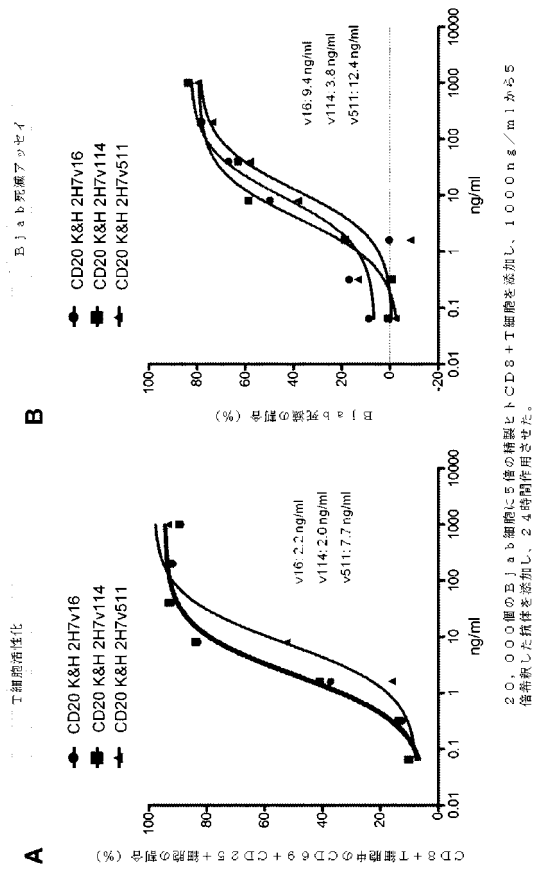 A
T細胞活性化
CD20 K&H 2H7v16
CD20 K&H 2H7v114
CD20 K&H 2H7v511
CD8+T細胞中のCD69+CD25+細胞の割合(%)
100
80
60
40
20
0
v16: 2.2 ng/ml
v114: 2.0 ng/ml
v511: 7.7 ng/ml
0.01 0.1 1 10 100 1000 10000
ng/ml
B
Bjab死滅アッセイ
CD20 K&H 2H7v16
CD20 K&H 2H7v114
CD20 K&H 2H7v511
Bjab死滅の割合(%)
100
80
60
40
20
0
-20
v16: 9.4 ng/ml
v114: 3.8 ng/ml
v511: 12.4 ng/ml
0.01 0.1 1 10 100 1000 10000
ng/ml
20,000個のBjab細胞に5倍の精製ヒトCD8+T細胞を添加し、1000ng/mlから5
倍希釈した抗体を添加し、24時間作用させた。